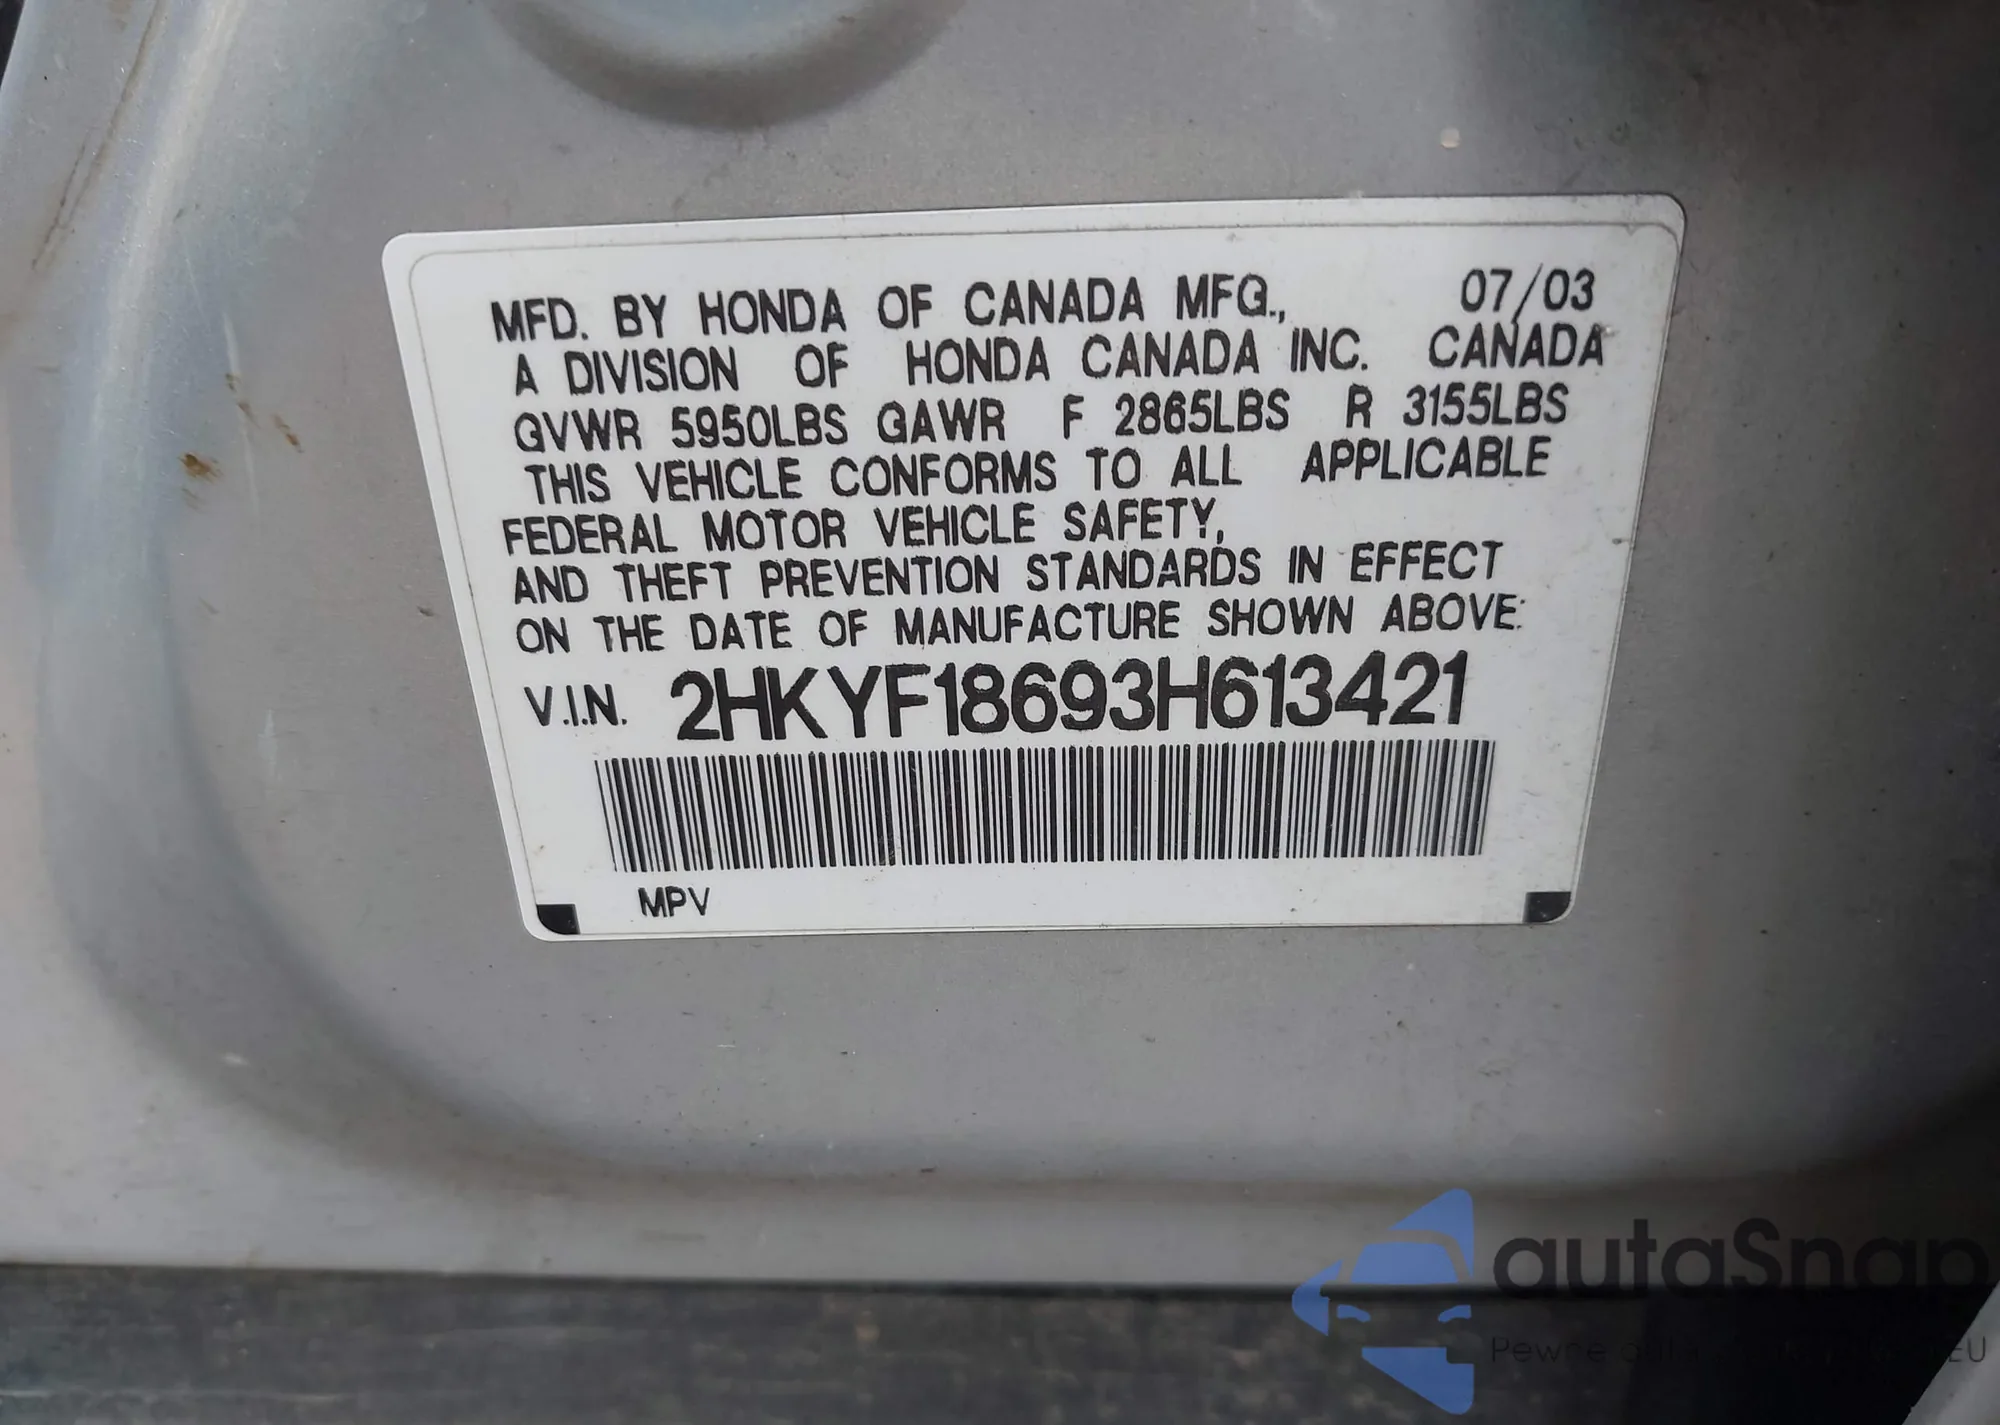 MFD. BY HONDA OF CANADA MFG., 07/03
A DIVISION OF HONDA CANADA INC. CANADA
GVWR 5950LBS GAWR F 2865LBS R 3155LBS
THIS VEHICLE CONFORMS TO ALL APPLICABLE
FEDERAL MOTOR VEHICLE SAFETY,
AND THEFT PREVENTION STANDARDS IN EFFECT
ON THE DATE OF MANUFACTURE SHOWN ABOVE:
V.I.N. 2HKYF18693H613421
MPV
autaSnap
Pewne auta